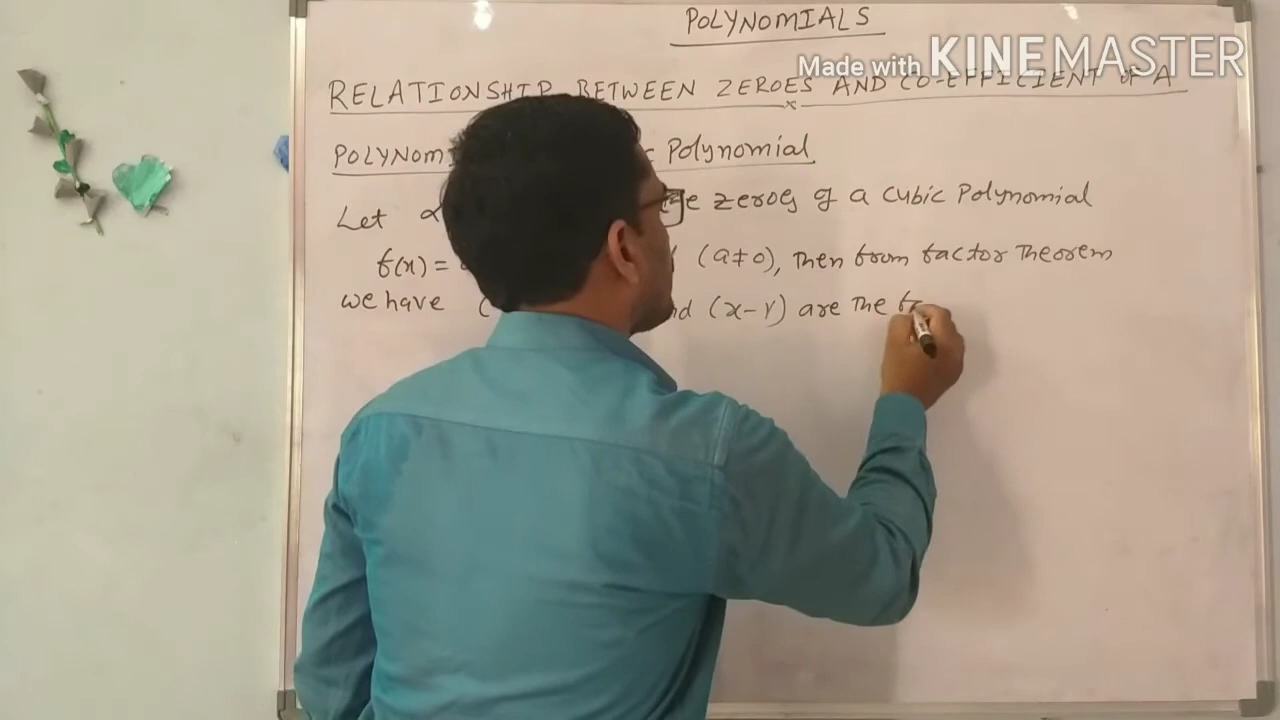 POLYNOMIALS
Made with KINEMASTER
RELATIONSHIP BETWEEN ZEROES AND CO-EFFICIENT OF A
Polynomial
Let α zeroes of a cubic Polynomial
f(x) = (a≠0), Then from factor Theorem
we have ( (x-γ) are The